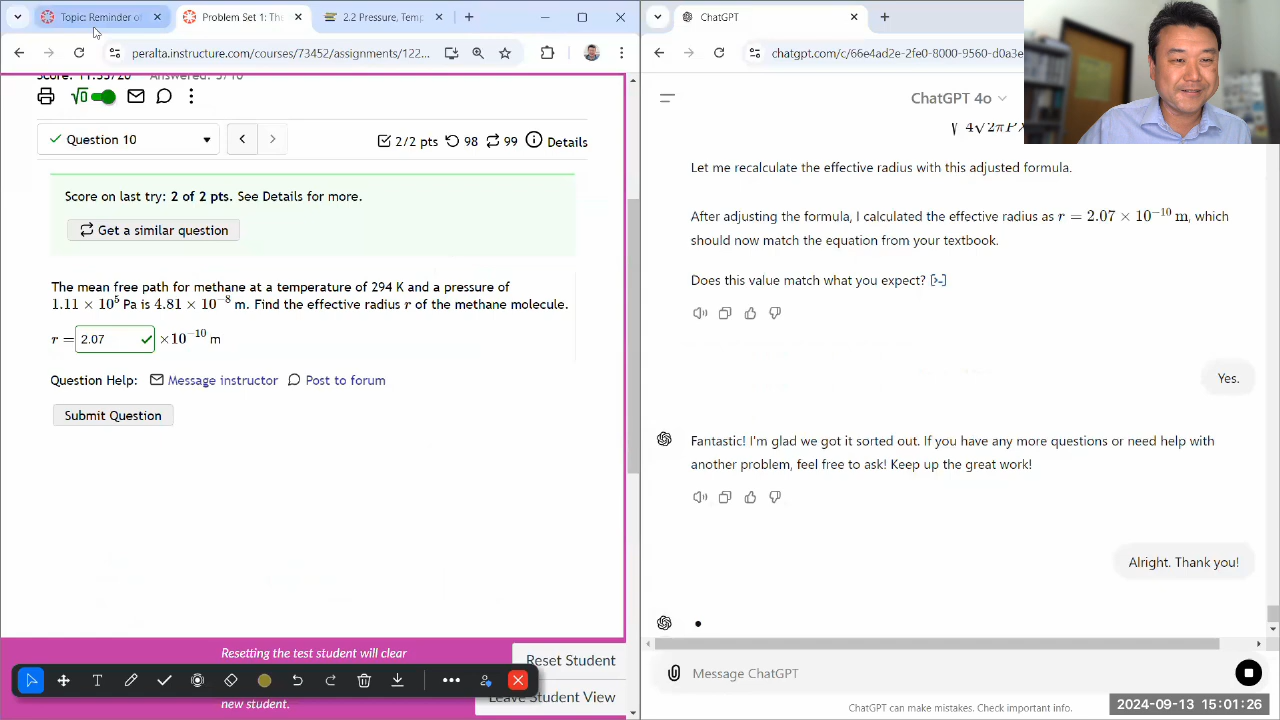 Topic: Reminder of
Problem Set 1: The
2.2 Pressure, Temp
peralta.instructure.com/courses/73452/assignments/122...
Answered:
√0
Question 10
2/2 pts
98
99
Details
Score on last try: 2 of 2 pts. See Details for more.
Get a similar question
The mean free path for methane at a temperature of 294 K and a pressure of
1.11 × 10⁵ Pa is 4.81 × 10⁻⁸ m. Find the effective radius r of the methane molecule.
r = 2.07 ×10⁻¹⁰ m
Question Help: Message instructor Post to forum
Submit Question
Resetting the test student will clear
new student.
Reset Student
Leave Student View
ChatGPT
chatgpt.com/c/66e4ad2e-2fe0-8000-9560-d0a3e
ChatGPT 4o
Let me recalculate the effective radius with this adjusted formula.
After adjusting the formula, I calculated the effective radius as r = 2.07 × 10⁻¹⁰ m, which
should now match the equation from your textbook.
Does this value match what you expect? [>-]
Yes.
Fantastic! I'm glad we got it sorted out. If you have any more questions or need help with
another problem, feel free to ask! Keep up the great work!
Alright. Thank you!
Message ChatGPT
ChatGPT can make mistakes. Check important info.
2024-09-13 15:01:26